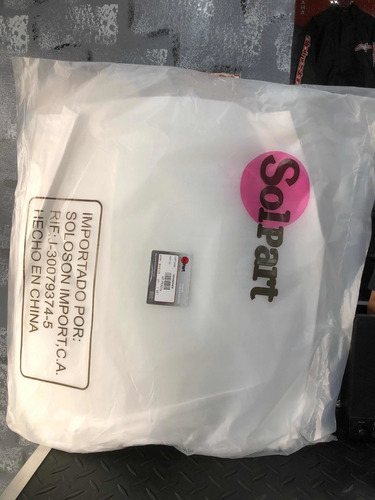 Solpart
IMPORTADO POR:
SOLOSON IMPORT,C.A.
RIF:J-30079374-5
HECHO EN CHINA